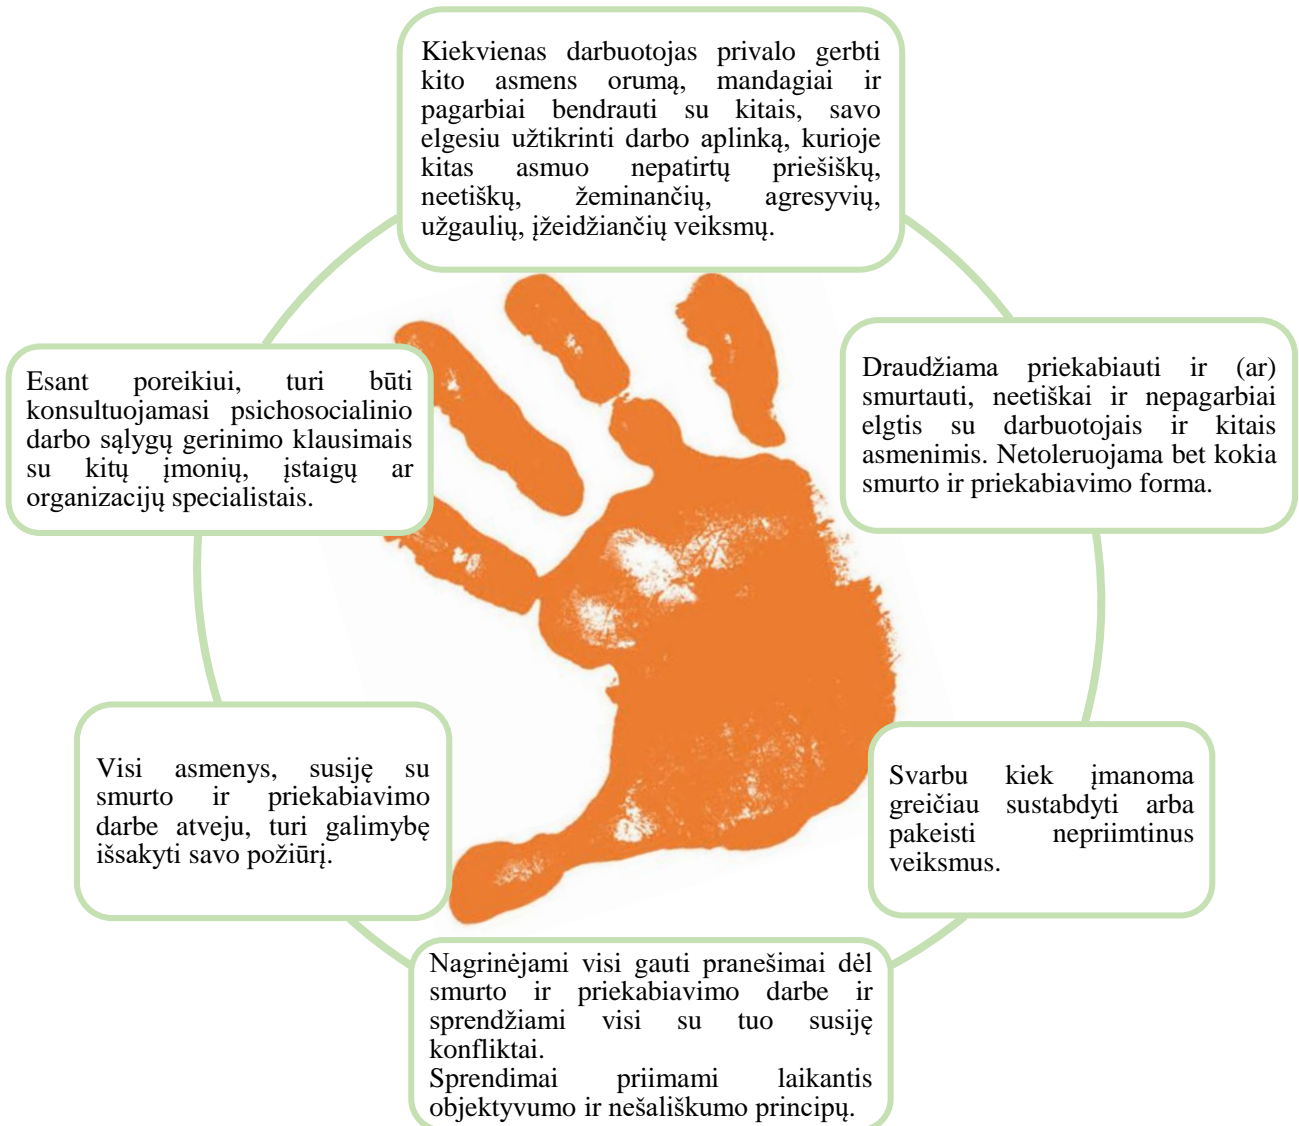 Kiekvienas darbuotojas privalo gerbti
kito asmens orumą, mandagiai ir
pagarbiai bendrauti su kitais, savo
elgesiu užtikrinti darbo aplinką, kurioje
kitas asmuo nepatirtų priešiškų,
neetiškų, žeminančių, agresyvių,
užgaulių, įžeidžiančių veiksmų.
Draudžiama priekabiauti ir (ar)
smurtauti, neetiškai ir nepagarbiai
elgtis su darbuotojais ir kitais
asmenimis. Netoleruojama bet kokia
smurto ir priekabiavimo forma.
Svarbu kiek įmanoma
greičiau sustabdyti arba
pakeisti nepriimtinus
veiksmus.
Nagrinėjami visi gauti pranešimai dėl
smurto ir priekabiavimo darbe ir
sprendžiami visi su tuo susiję
konfliktai.
Sprendimai priimami laikantis
objektyvumo ir nešališkumo principų.
Visi asmenys, susiję su
smurto ir priekabiavimo
darbe atveju, turi galimybę
išsakyti savo požiūrį.
Esant poreikiui, turi būti
konsultuojamasi psichosocialinio
darbo sąlygų gerinimo klausimais
su kitų įmonių, įstaigų ar
organizacijų specialistais.